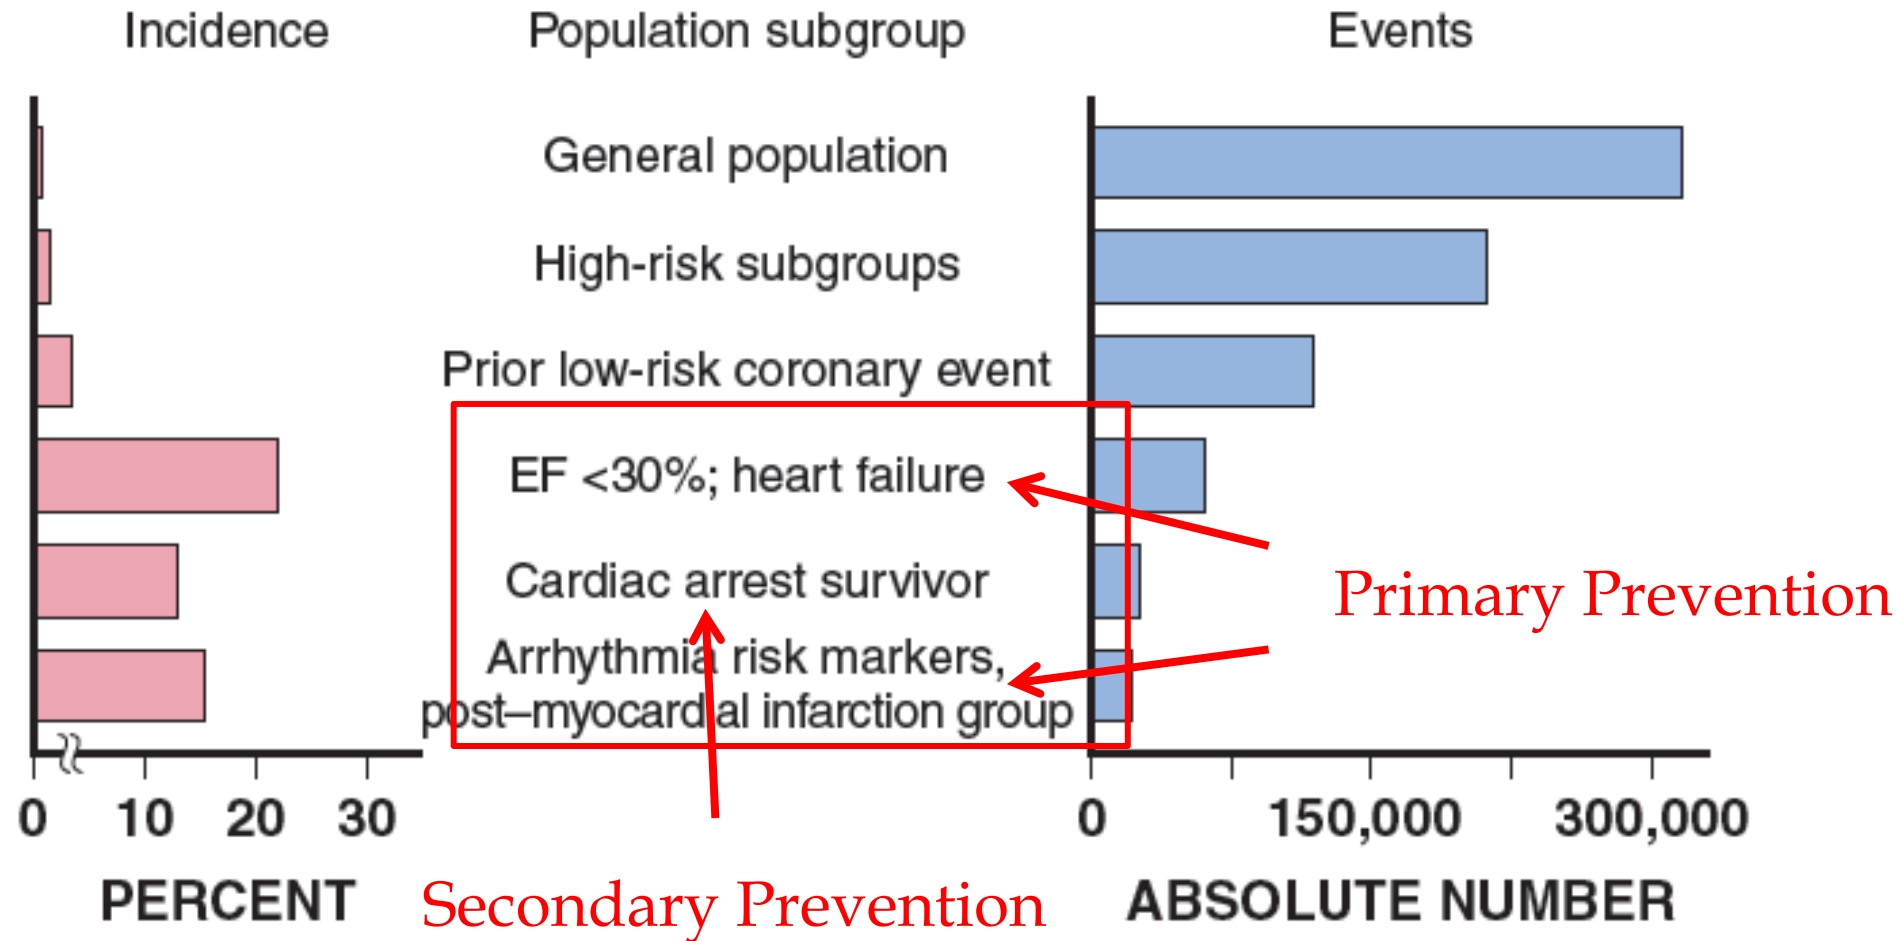 Incidence
Population subgroup
Events
General population
High-risk subgroups
Prior low-risk coronary event
EF <30%; heart failure
Cardiac arrest survivor
Arrhythmia risk markers,
post–myocardial infarction group
Primary Prevention
0 10 20 30
0 150,000 300,000
PERCENT
Secondary Prevention
ABSOLUTE NUMBER